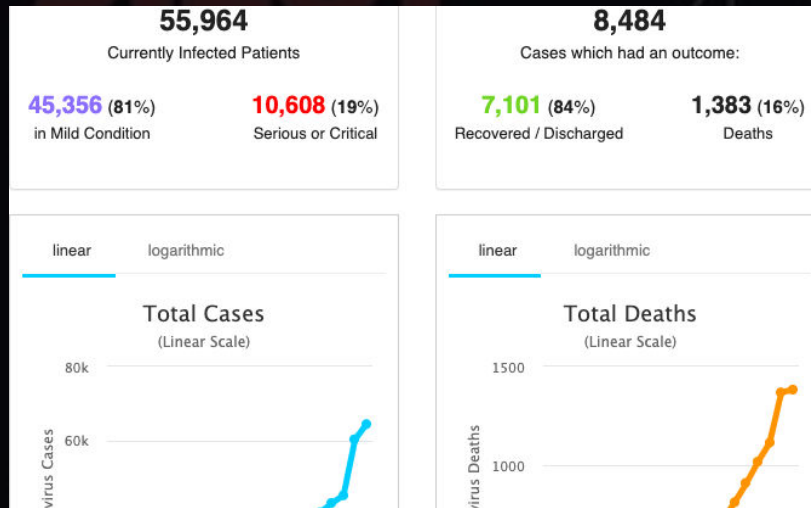 55,964
Currently Infected Patients
45,356 (81%)
in Mild Condition
10,608 (19%)
Serious or Critical
8,484
Cases which had an outcome:
7,101 (84%)
Recovered / Discharged
1,383 (16%)
Deaths
linear logarithmic
Total Cases
(Linear Scale)
80k
60k
Cases
linear logarithmic
Total Deaths
(Linear Scale)
1500
1000
Deaths